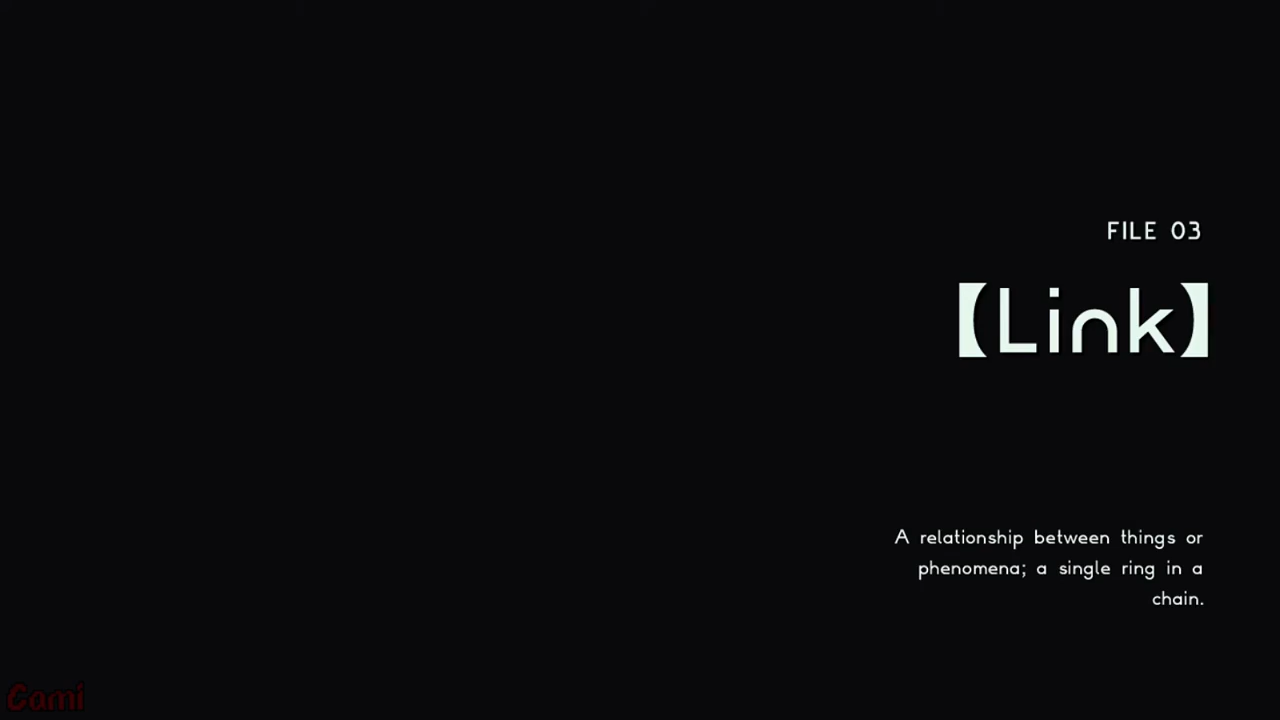 FILE 03
【Link】
A relationship between things or
phenomena; a single ring in a
chain.
Cami